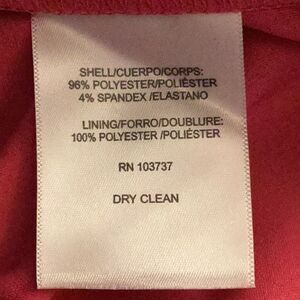 SHELL/CUERPO/CORPS:
96% POLYESTER/POLIÉSTER
4% SPANDEX /ELASTANO
LINING/FORRO/DOUBLURE:
100% POLYESTER /POLIÉSTER
RN 103737
DRY CLEAN